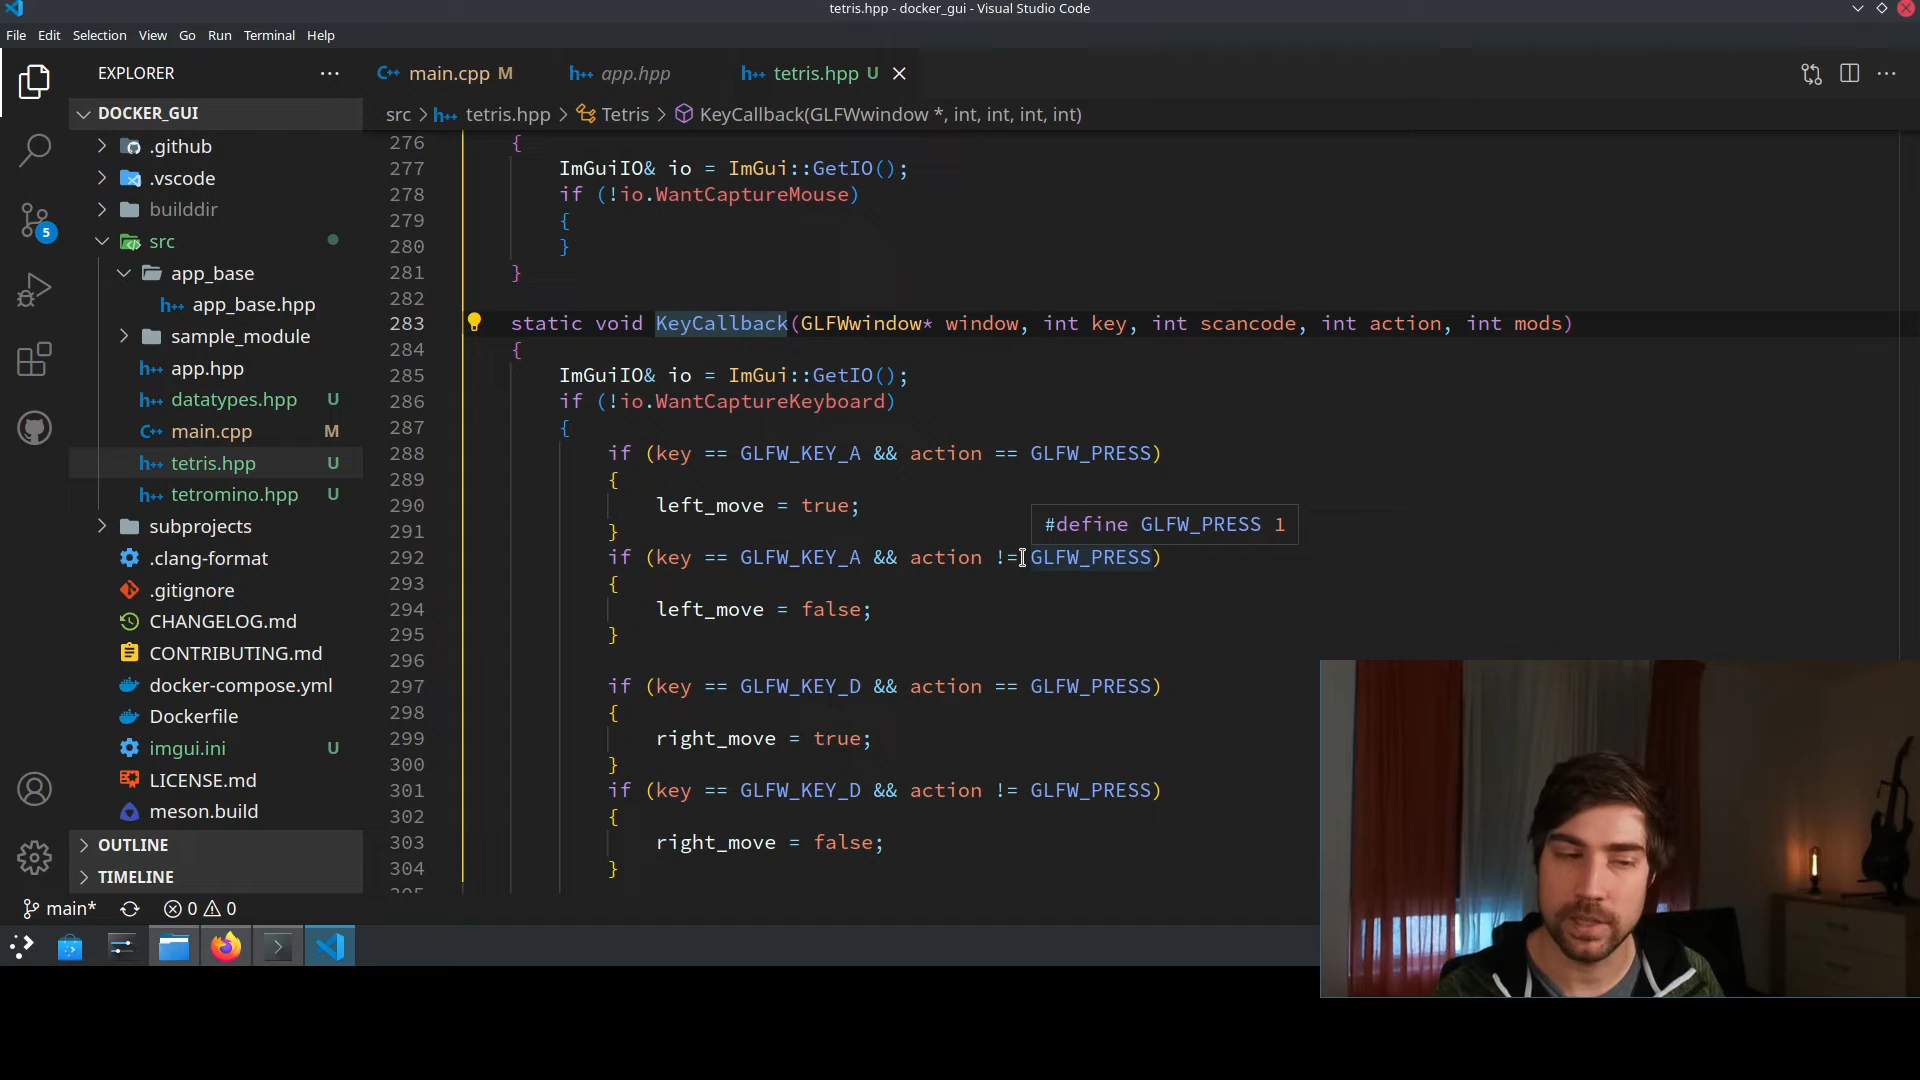 tetris.hpp - docker_gui - Visual Studio Code
File Edit Selection View Go Run Terminal Help
EXPLORER
main.cpp M
app.hpp
tetris.hpp U
DOCKER_GUI
src > tetris.hpp > Tetris > KeyCallback(GLFWwindow *, int, int, int, int)
.github
.vscode
builddir
src
app_base
app_base.hpp
sample_module
app.hpp
datatypes.hpp U
main.cpp M
tetris.hpp U
tetromino.hpp U
subprojects
.clang-format
.gitignore
CHANGELOG.md
CONTRIBUTING.md
docker-compose.yml
Dockerfile
imgui.ini U
LICENSE.md
meson.build
OUTLINE
TIMELINE
5
276 {
277 ImGuiIO& io = ImGui::GetIO();
278 if (!io.WantCaptureMouse)
279 {
280 }
281 }
282
283 static void KeyCallback(GLFWwindow* window, int key, int scancode, int action, int mods)
284 {
285 ImGuiIO& io = ImGui::GetIO();
286 if (!io.WantCaptureKeyboard)
287 {
288 if (key == GLFW_KEY_A && action == GLFW_PRESS)
289 {
290 left_move = true;
291 }
#define GLFW_PRESS 1
292 if (key == GLFW_KEY_A && action != GLFW_PRESS)
293 {
294 left_move = false;
295 }
296
297 if (key == GLFW_KEY_D && action == GLFW_PRESS)
298 {
299 right_move = true;
300 }
301 if (key == GLFW_KEY_D && action != GLFW_PRESS)
302 {
303 right_move = false;
304 }
main* 0 0